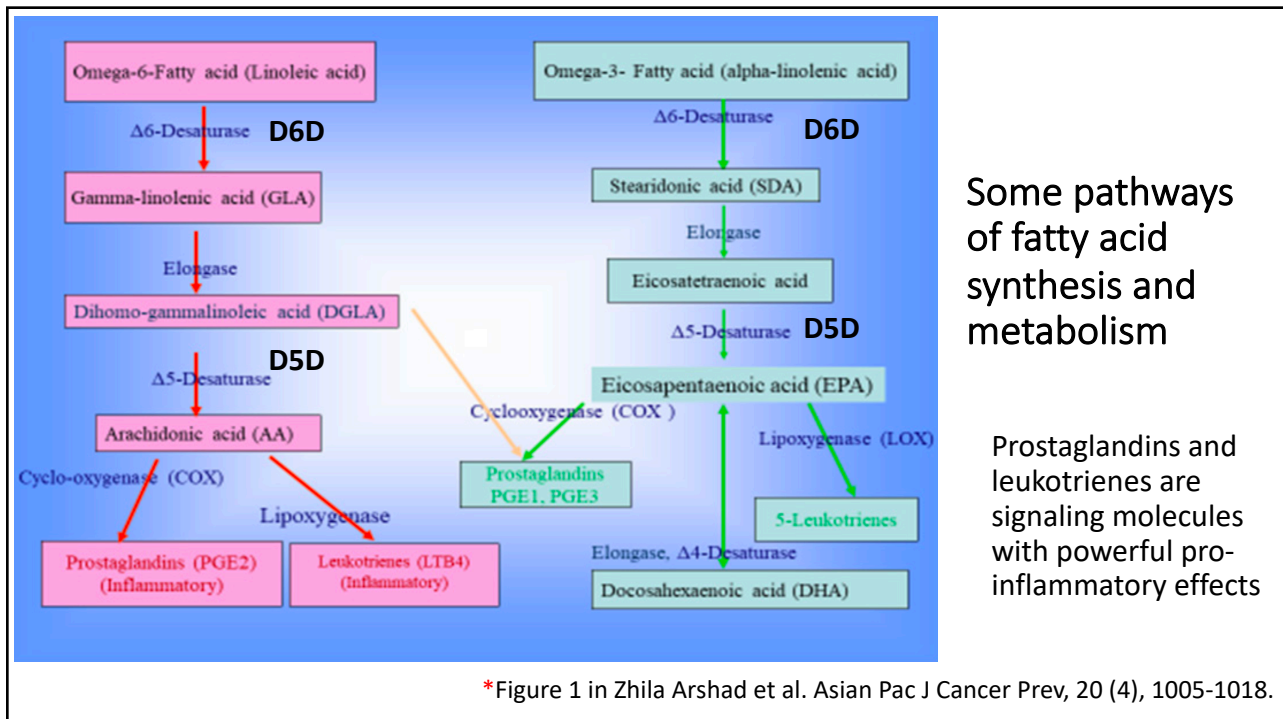 Omega-6-Fatty acid (Linoleic acid)
Δ6-Desaturase D6D
Gamma-linolenic acid (GLA)
Elongase
Dihomo-gammalinoleic acid (DGLA)
D5D
Δ5-Desaturase
Arachidonic acid (AA)
Cyclo-oxygenase (COX)
Lipoxygenase
Prostaglandins (PGE2)
(Inflammatory)
Leukotrienes (LTB4)
(Inflammatory)
Omega-3- Fatty acid (alpha-linolenic acid)
Δ6-Desaturase D6D
Stearidonic acid (SDA)
Elongase
Eicosatetraenoic acid
Δ5-Desaturase D5D
Eicosapentaenoic acid (EPA)
Cyclooxygenase (COX )
Lipoxygenase (LOX)
Prostaglandins
PGE1, PGE3
5-Leukotrienes
Elongase, Δ4-Desaturase
Docosahexaenoic acid (DHA)
Some pathways
of fatty acid
synthesis and
metabolism
Prostaglandins and
leukotrienes are
signaling molecules
with powerful pro-
inflammatory effects
*Figure 1 in Zhila Arshad et al. Asian Pac J Cancer Prev, 20 (4), 1005-1018.